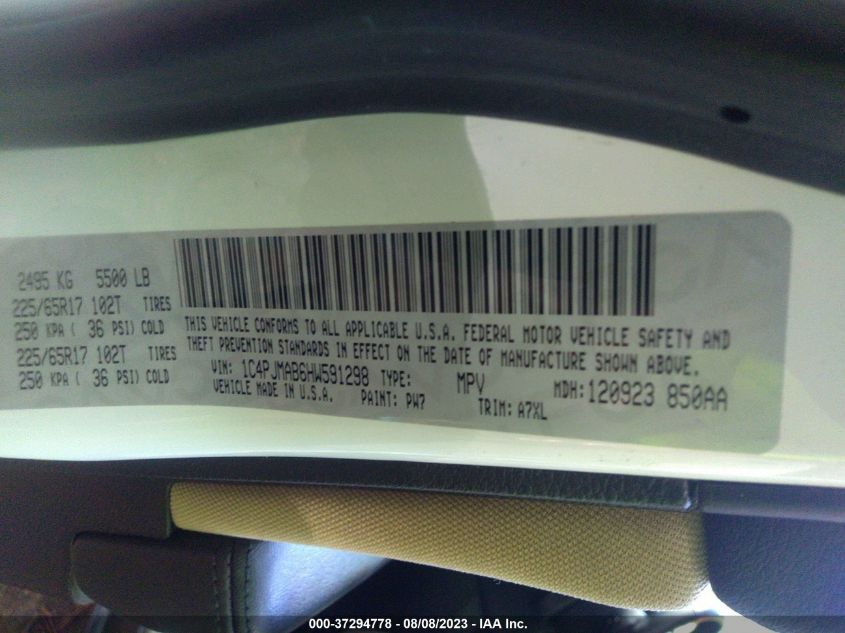 2495 KG 5500 LB
225/65R17 102T TIRES
250 KPA ( 36 PSI) COLD
225/65R17 102T TIRES
250 KPA ( 36 PSI) COLD
THIS VEHICLE CONFORMS TO ALL APPLICABLE U.S.A. FEDERAL MOTOR VEHICLE SAFETY AND
THEFT PREVENTION STANDARDS IN EFFECT ON THE DATE OF MANUFACTURE SHOWN ABOVE.
VIN: 1C4PJMAB6HW591298 TYPE: MPV MDH: 120923 850AA
VEHICLE MADE IN U.S.A. PAINT: PW7 TRIM: A7XL
000-37294778 - 08/08/2023 - IAA Inc.